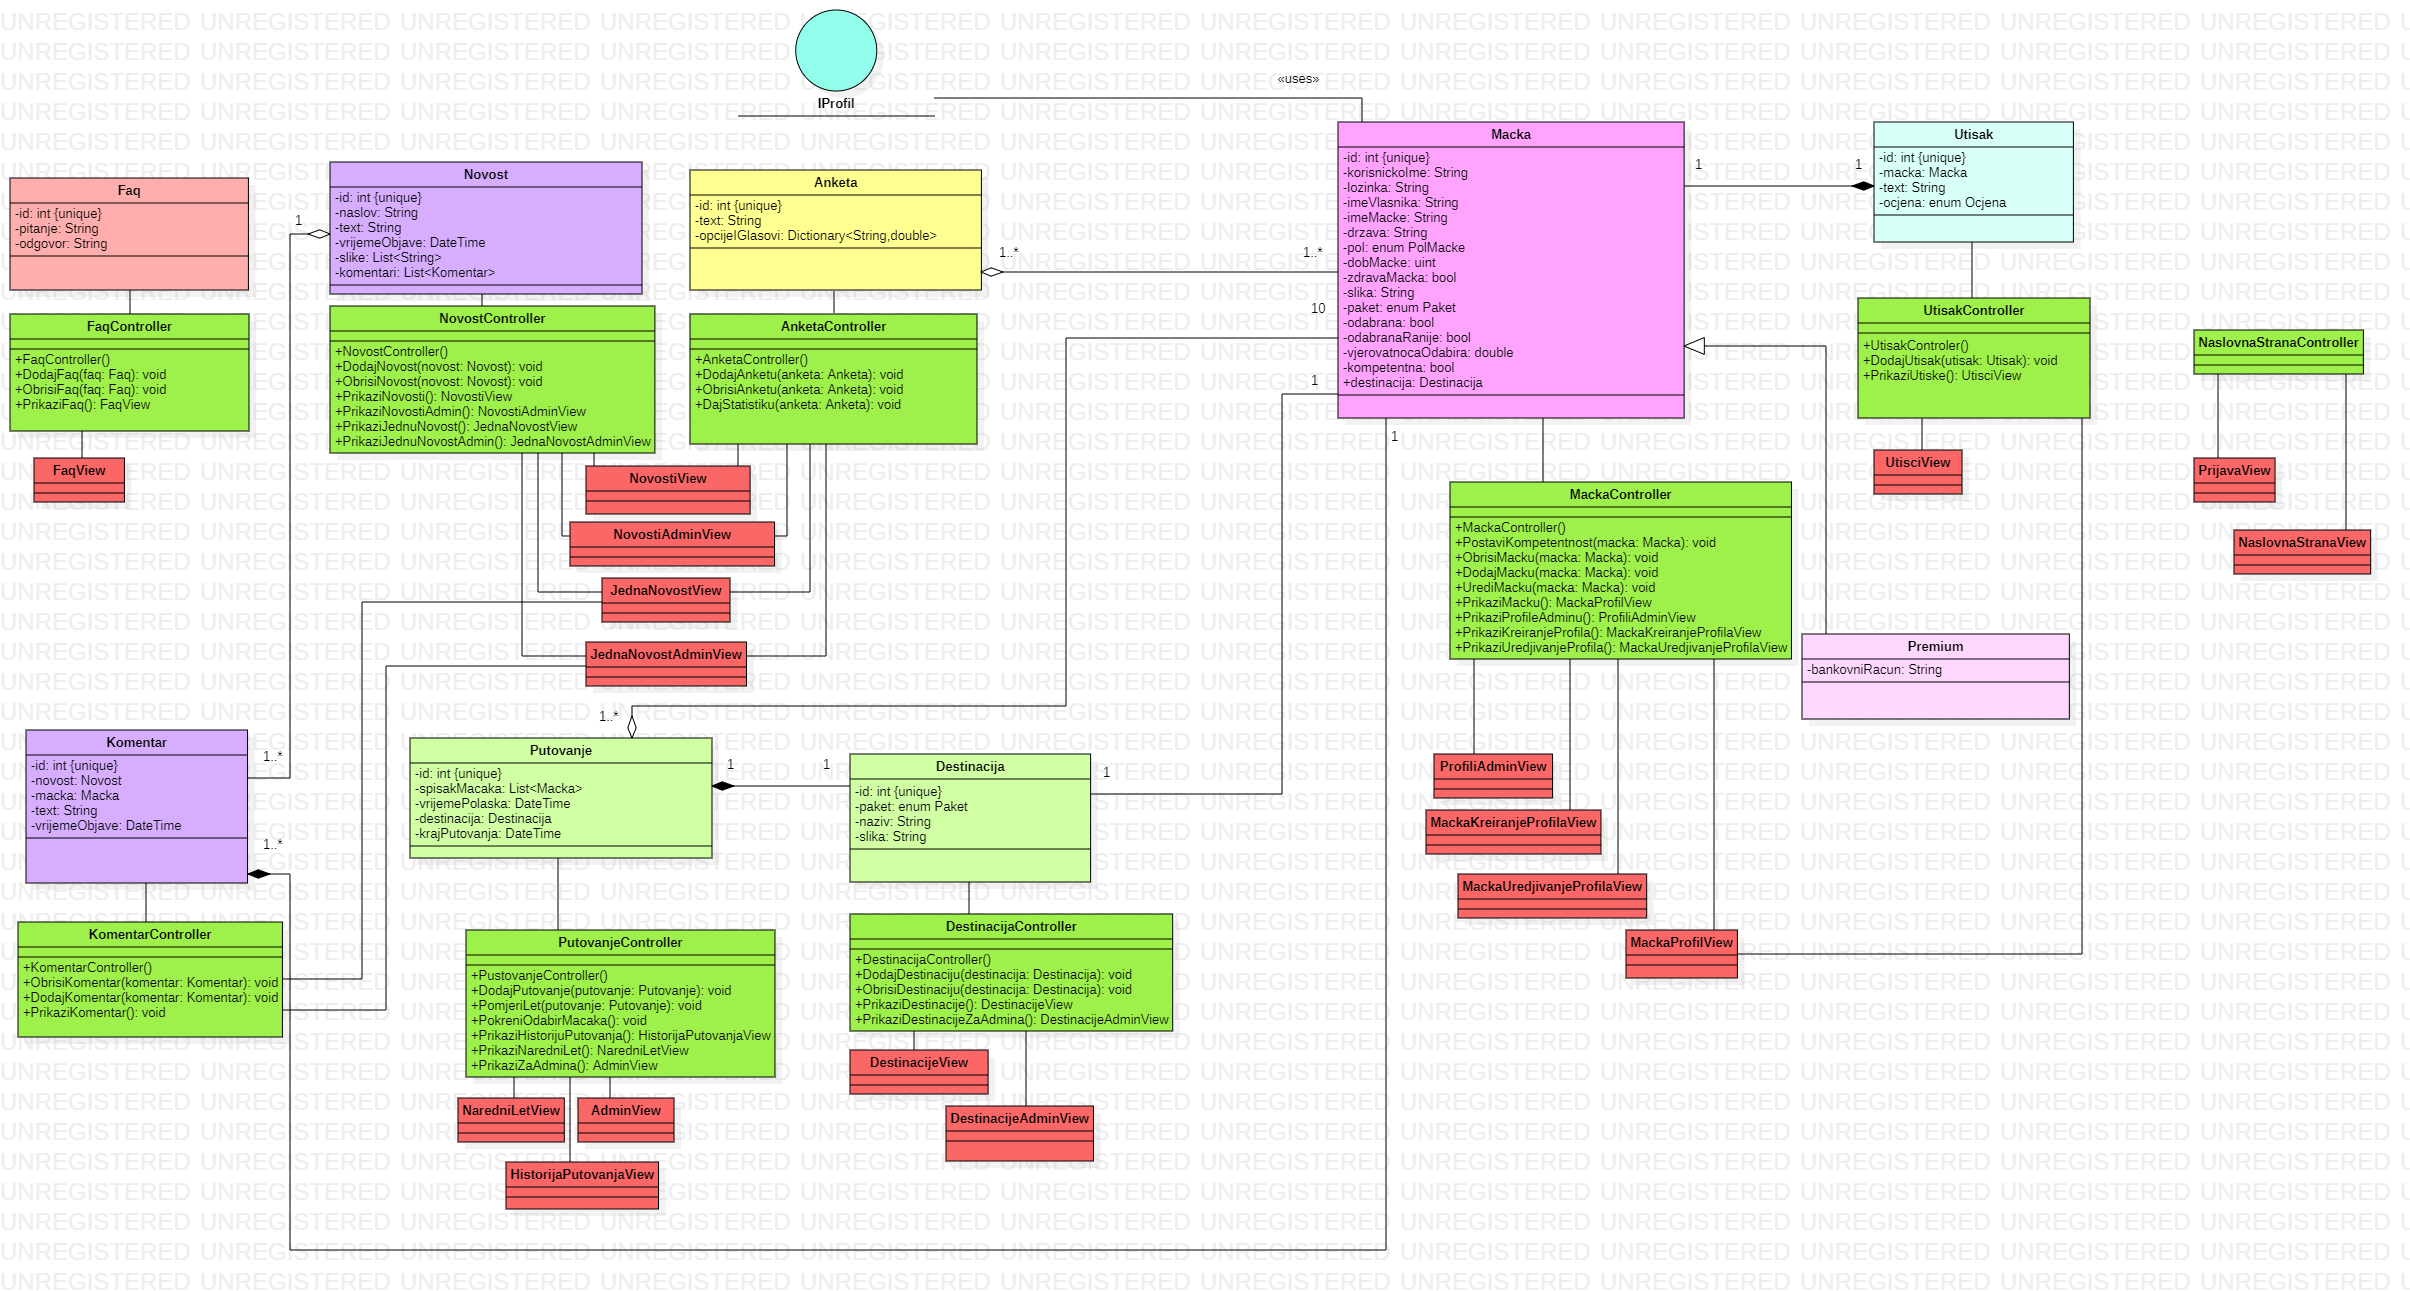 IProfil
«uses»
Faq
-id: int {unique}
-pitanje: String
-odgovor: String
FaqController
+FaqController()
+DodajFaq(faq: Faq): void
+ObrisiFaq(faq: Faq): void
+PrikaziFaq(): FaqView
FaqView
Novost
-id: int {unique}
-naslov: String
-text: String
-vrijemeObjave: DateTime
-slike: List<String>
-komentari: List<Komentar>
1
NovostController
+NovostController()
+DodajNovost(novost: Novost): void
+ObrisiNovost(novost: Novost): void
+PrikaziNovosti(): NovostiView
+PrikaziNovostiAdmin(): NovostiAdminView
+PrikaziJednuNovost(): JednaNovostView
+PrikaziJednuNovostAdmin(): JednaNovostAdminView
NovostiView
NovostiAdminView
JednaNovostView
JednaNovostAdminView
Anketa
-id: int {unique}
-text: String
-opcijeIGlasovi: Dictionary<String,double>
1..*
1..*
AnketaController
+AnketaController()
+DodajAnketu(anketa: Anketa): void
+ObrisiAnketu(anketa: Anketa): void
+DajStatistiku(anketa: Anketa): void
Macka
-id: int {unique}
-korisnickoIme: String
-lozinka: String
-imeVlasnika: String
-imeMacke: String
-drzava: String
-pol: enum PolMacke
-dobMacke: uint
-zdravaMacka: bool
-slika: String
-paket: enum Paket
-odabrana: bool
-odabranaRanije: bool
-vjerovatnocaOdabira: double
-kompetentna: bool
+destinacija: Destinacija
10
1
1
1
1
Utisak
-id: int {unique}
-macka: Macka
-text: String
-ocjena: enum Ocjena
UtisakController
+UtisakControler()
+DodajUtisak(utisak: Utisak): void
+PrikaziUtiske(): UtisciView
UtisciView
NaslovnaStranaController
PrijavaView
NaslovnaStranaView
MackaController
+MackaController()
+PostaviKompetentnost(macka: Macka): void
+ObrisiMacku(macka: Macka): void
+DodajMacku(macka: Macka): void
+UrediMacku(macka: Macka): void
+PrikaziMacku(): MackaProfilView
+PrikaziProfileAdminu(): ProfiliAdminView
+PrikaziKreiranjeProfila(): MackaKreiranjeProfilaView
+PrikaziUredjivanjeProfila(): MackaUredjivanjeProfilaView
Premium
-bankovniRacun: String
ProfiliAdminView
MackaKreiranjeProfilaView
MackaUredjivanjeProfilaView
MackaProfilView
Komentar
-id: int {unique}
-novost: Novost
-macka: Macka
-text: String
-vrijemeObjave: DateTime
1..*
1..*
KomentarController
+KomentarController()
+ObrisiKomentar(komentar: Komentar): void
+DodajKomentar(komentar: Komentar): void
+PrikaziKomentar(): void
1..*
Putovanje
-id: int {unique}
-spisakMacaka: List<Macka>
-vrijemePolaska: DateTime
-destinacija: Destinacija
-krajPutovanja: DateTime
1
1
PutovanjeController
+PustovanjeController()
+DodajPutovanje(putovanje: Putovanje): void
+PomjeriLet(putovanje: Putovanje): void
+PokreniOdabirMacaka(): void
+PrikaziHistorijuPutovanja(): HistorijaPutovanjaView
+PrikaziNaredniLet(): NaredniLetView
+PrikaziZaAdmina(): AdminView
NaredniLetView
AdminView
HistorijaPutovanjaView
Destinacija
-id: int {unique}
-paket: enum Paket
-naziv: String
-slika: String
1
DestinacijaController
+DestinacijaController()
+DodajDestinaciju(destinacija: Destinacija): void
+ObrisiDestinaciju(destinacija: Destinacija): void
+PrikaziDestinacije(): DestinacijeView
+PrikaziDestinacijeZaAdmina(): DestinacijeAdminView
DestinacijeView
DestinacijeAdminView
UNREGISTERED